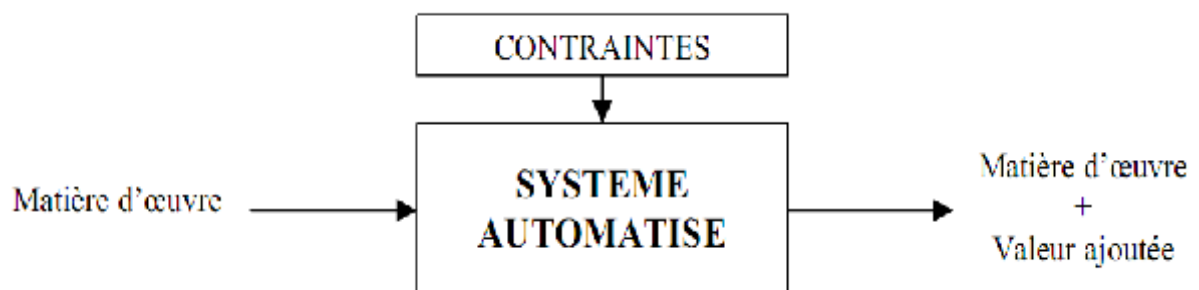 CONTRAINTES
Matière d'œuvre
SYSTEME
AUTOMATISE
Matière d'œuvre
+
Valeur ajoutée